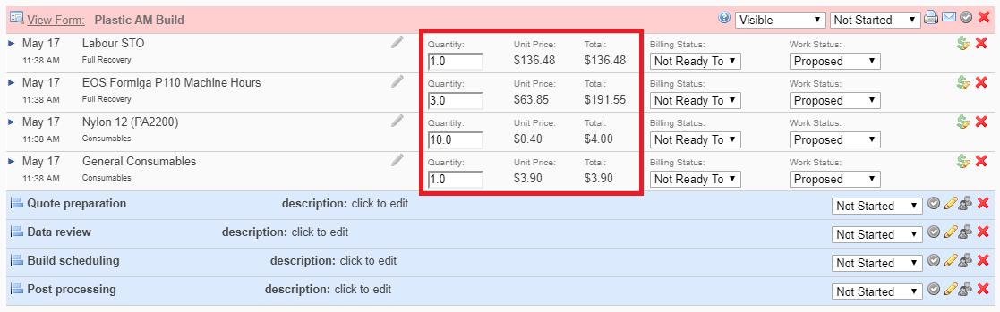 View Form: Plastic AM Build Visible Not Started
May 17 Labour STO Quantity: Unit Price: Total: Billing Status: Work Status:
11:38 AM Full Recovery 1.0 $136.48 $136.48 Not Ready To Proposed
May 17 EOS Formiga P110 Machine Hours Quantity: Unit Price: Total: Billing Status: Work Status:
11:38 AM Full Recovery 3.0 $63.85 $191.55 Not Ready To Proposed
May 17 Nylon 12 (PA2200) Quantity: Unit Price: Total: Billing Status: Work Status:
11:38 AM Consumables 10.0 $0.40 $4.00 Not Ready To Proposed
May 17 General Consumables Quantity: Unit Price: Total: Billing Status: Work Status:
11:38 AM Consumables 1.0 $3.90 $3.90 Not Ready To Proposed
Quote preparation description: click to edit Not Started
Data review description: click to edit Not Started
Build scheduling description: click to edit Not Started
Post processing description: click to edit Not Started